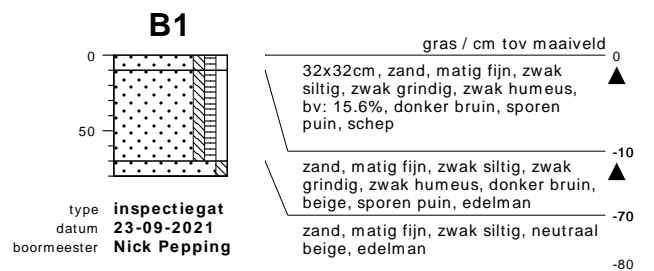 B1
gras / cm tov maaiveld
0
0
32x32cm, zand, matig fijn, zwak
siltig, zwak grindig, zwak humeus,
bv: 15.6%, donker bruin, sporen
puin, schep
50
-10
zand, matig fijn, zwak siltig, zwak
grindig, zwak humeus, donker bruin,
beige, sporen puin, edelman
-70
zand, matig fijn, zwak siltig, neutraal
beige, edelman
-80
type inspectiegat
datum 23-09-2021
boormeester Nick Pepping